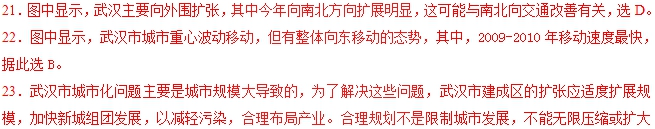 21．图中显示，武汉主要向外围扩张，其中今年向南北方向扩展明显，这可能与南北向交通改善有关，选 D。
22．图中显示，武汉市城市重心波动移动，但有整体向东移动的态势，其中，2009-2010 年移动速度最快，
据此选 B。
23．武汉市城市化问题主要是城市规模大导致的，为了解决这些问题，武汉市建成区的扩张应适度扩展规
模，加快新城组团发展，以减轻污染，合理布局产业。合理规划不是限制城市发展，不能无限压缩或扩大